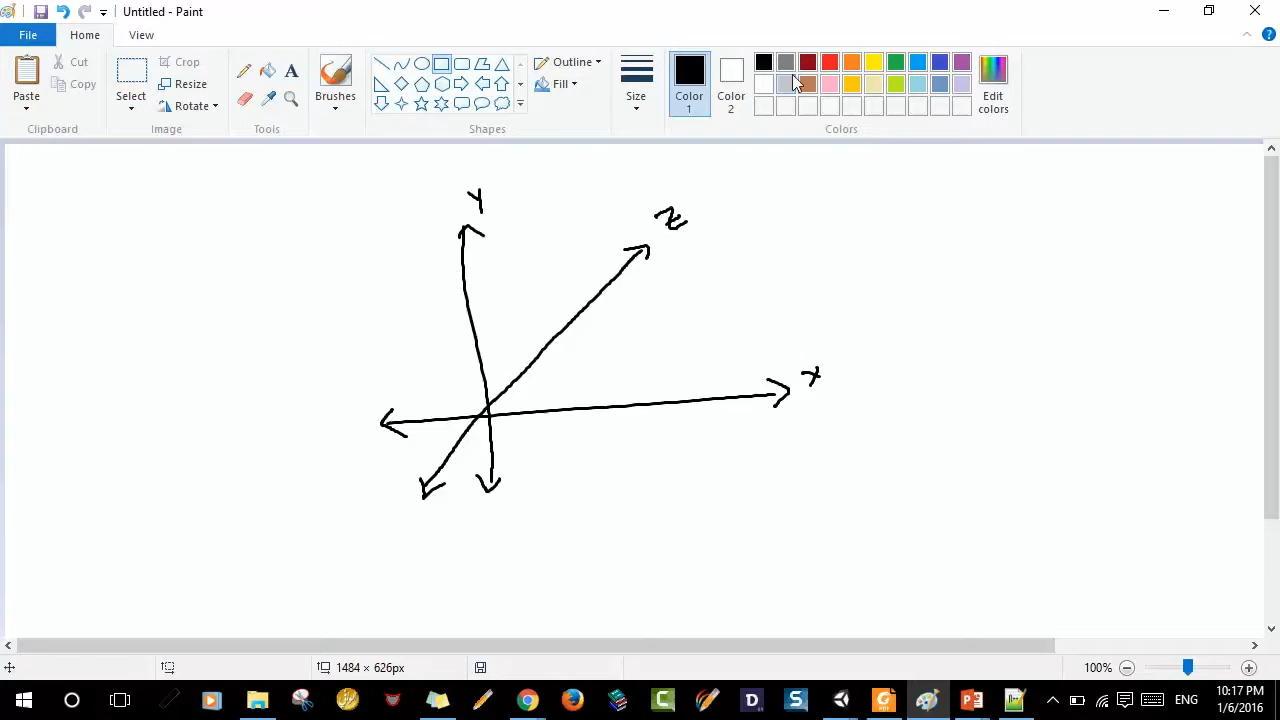 Untitled - Paint
File Home View
Paste Cut Copy Clipboard
Select Crop Resize Rotate Image
Tools
Brushes
Outline Fill Shapes
Size
Color 1 Color 2 Edit colors Colors
Y
Z
X
1484 × 626px 100%
ENG 10:17 PM
1/6/2016